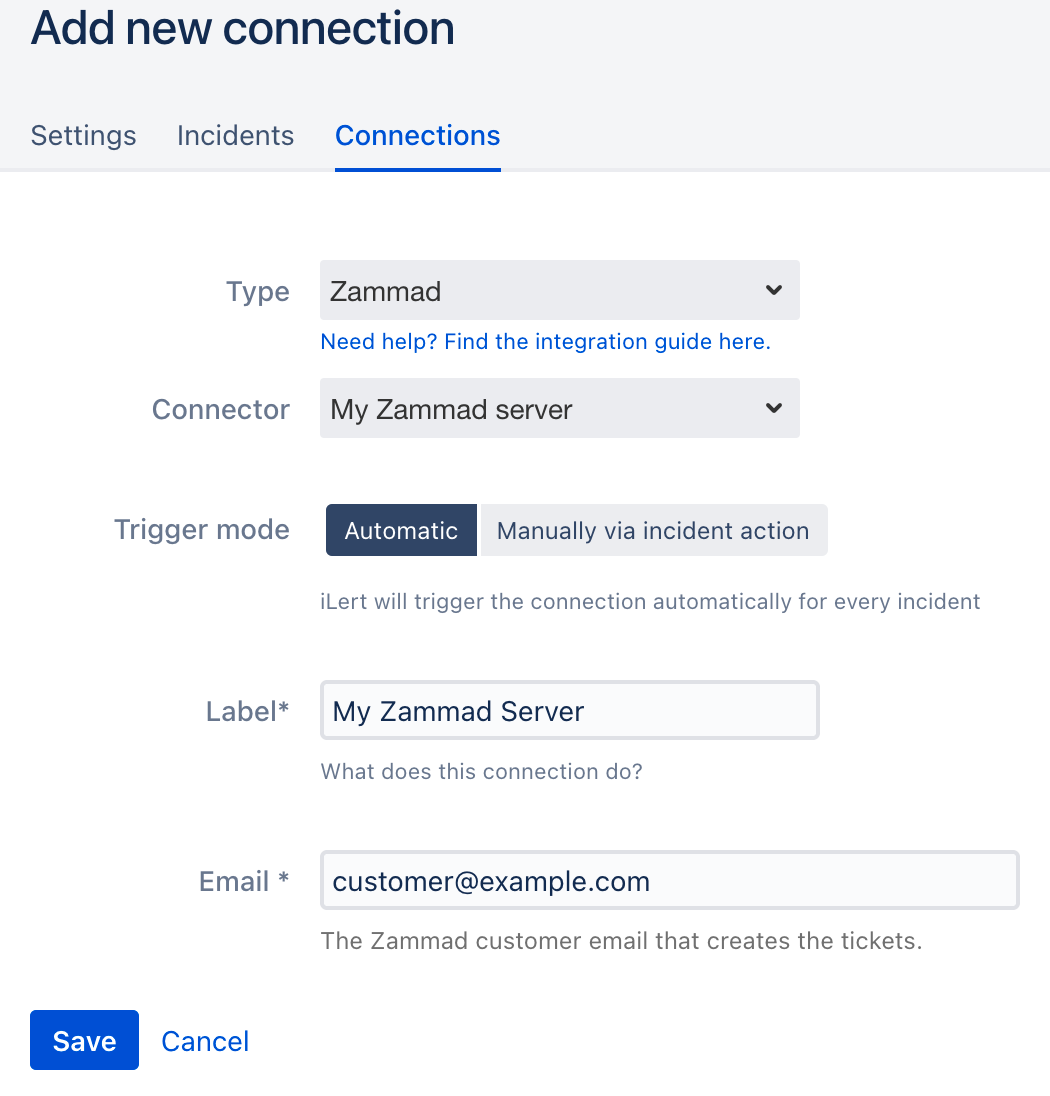 Add new connection
Settings Incidents Connections
Type Zammad
Need help? Find the integration guide here.
Connector My Zammad server
Trigger mode Automatic Manually via incident action
iLert will trigger the connection automatically for every incident
Label* My Zammad Server
What does this connection do?
Email * customer@example.com
The Zammad customer email that creates the tickets.
Save Cancel